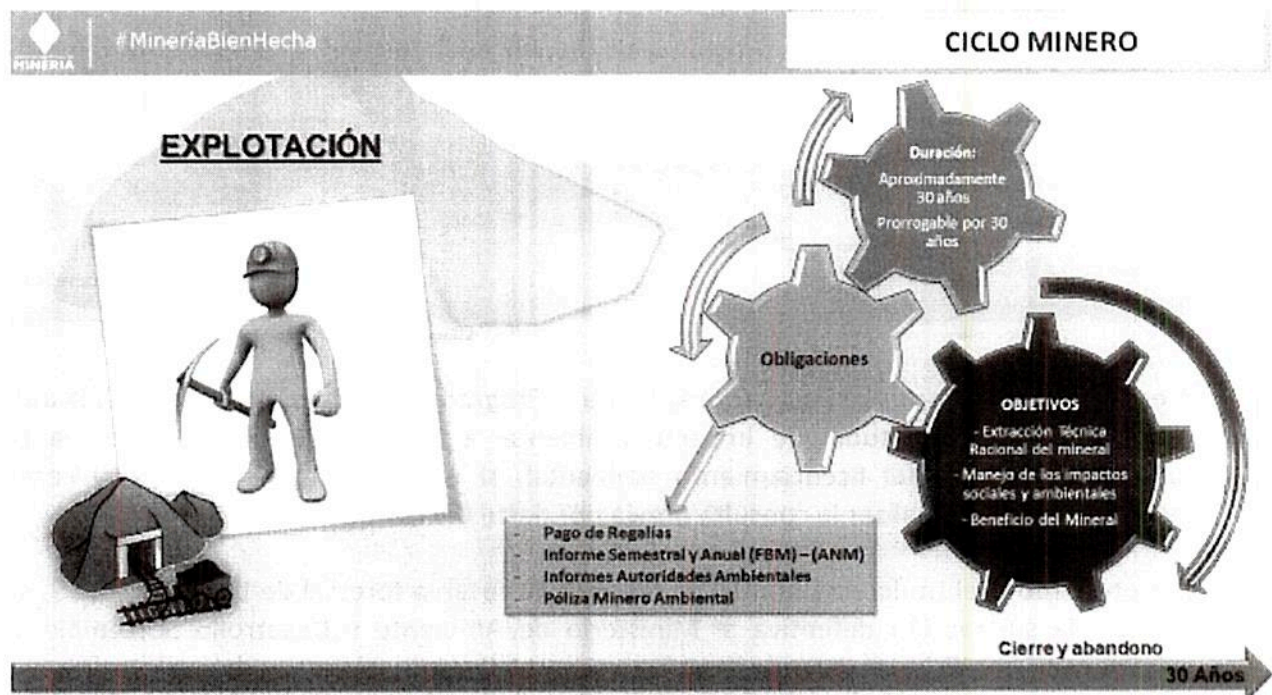 MINERÍA
#MineríaBienHecha
CICLO MINERO
EXPLOTACIÓN
Duración:
Aproximadamente
30 años
Prorrogable por 30
años
Obligaciones
OBJETIVOS
- Extracción Técnica
Racional del mineral
- Manejo de los impactos
sociales y ambientales
- Beneficio del Mineral
- Pago de Regalías
- Informe Semestral y Anual (FBM) – (ANM)
- Informes Autoridades Ambientales
- Póliza Minero Ambiental
Cierre y abandono
30 Años